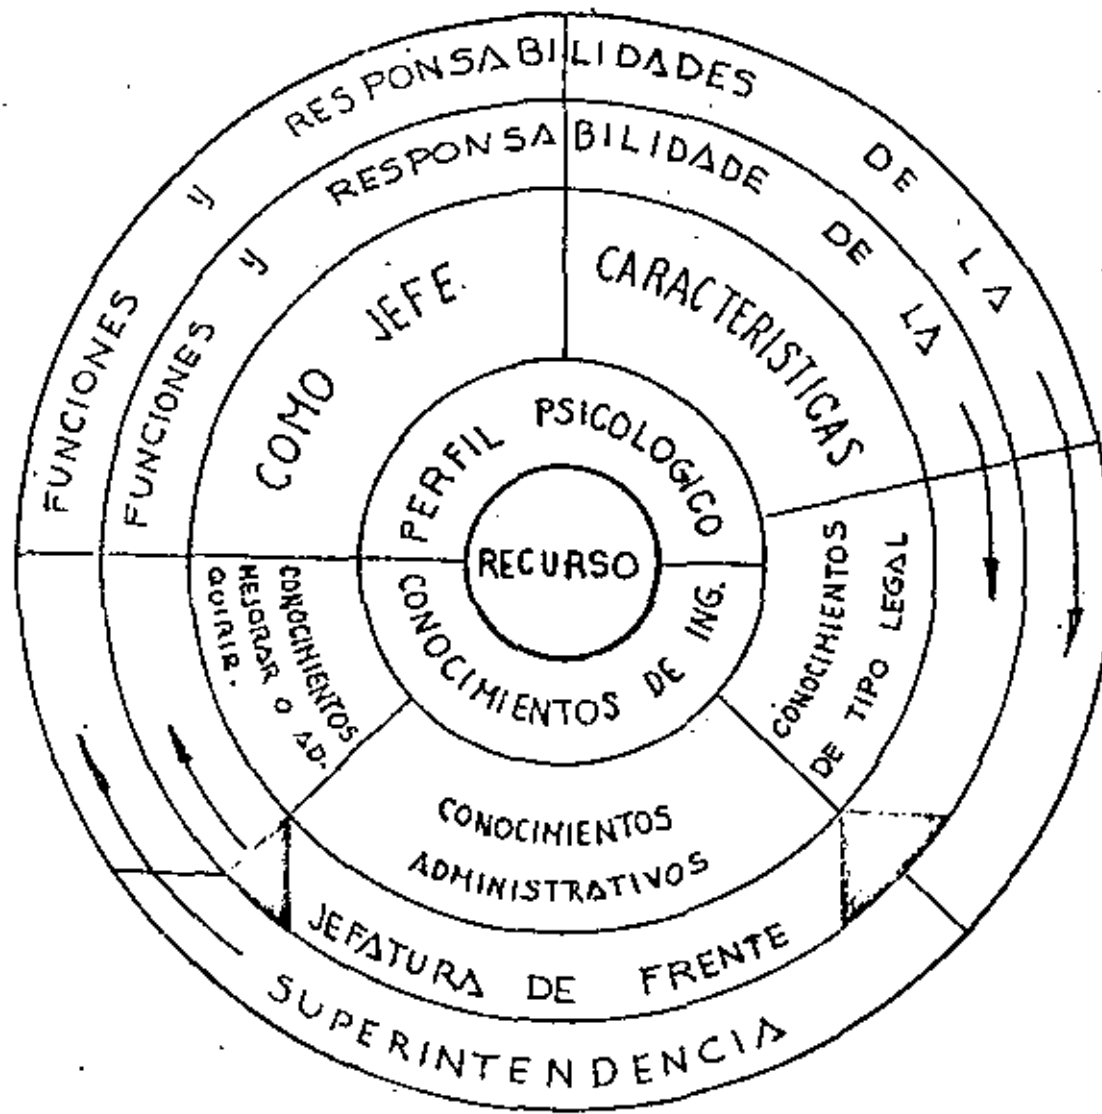 FUNCIONES Y RESPONSABILIDADES DE LA
FUNCIONES Y RESPONSABILIDADE DE LA
COMO JEFE.
CARACTERISTICAS
PERFIL PSICOLOGICO
RECURSO
CONOCIMIENTOS DE ING.
CONOCIMIENTOS
MEJORAR O AD.
QUIRIR.
CONOCIMIENTOS
DE TIPO LEGAL
CONOCIMIENTOS
ADMINISTRATIVOS
JEFATURA DE FRENTE
SUPERINTENDENCIA